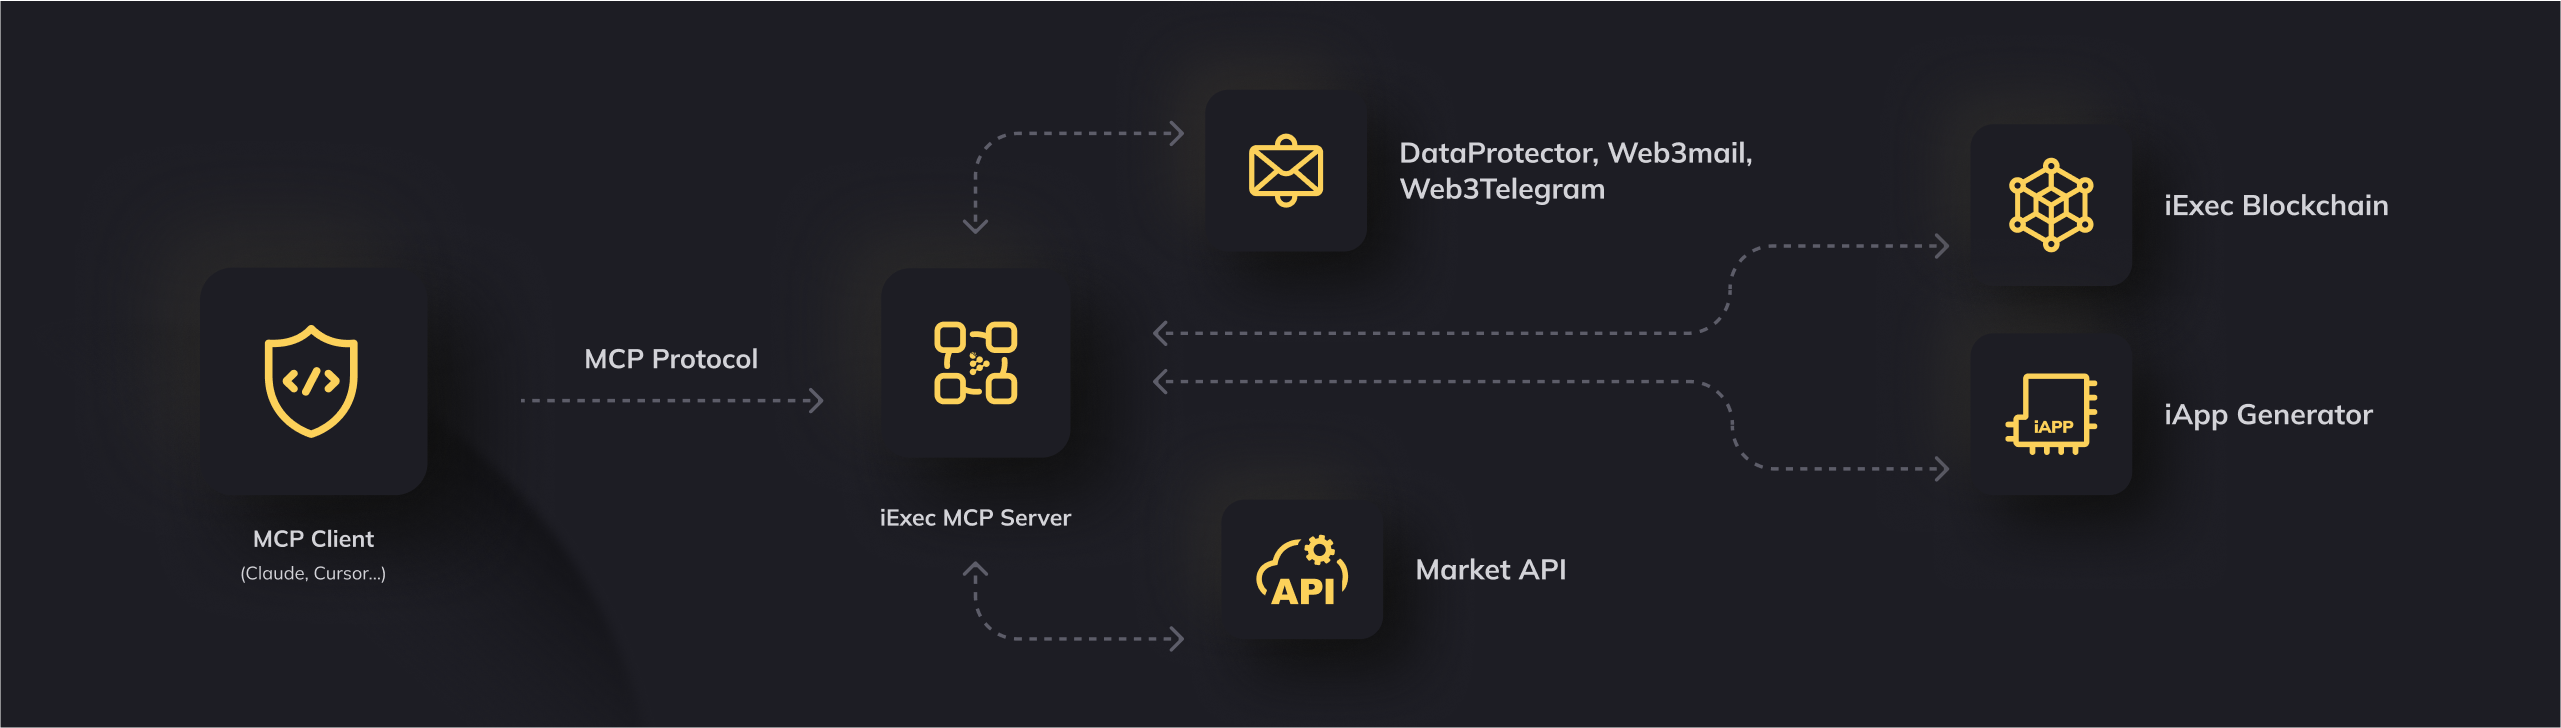 DataProtector, Web3mail,
Web3Telegram
iExec Blockchain
MCP Protocol
iExec MCP Server
MCP Client
(Claude, Cursor...)
iAPP
iApp Generator
API
Market API